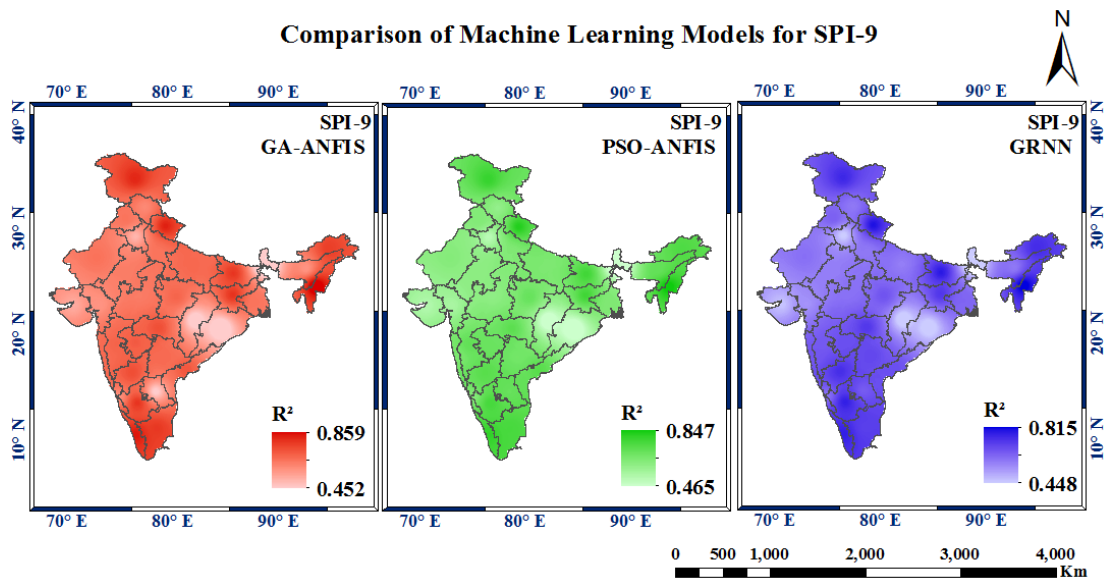 Comparison of Machine Learning Models for SPI-9
N
70° E 80° E 90° E
70° E 80° E 90° E
70° E 80° E 90° E
40° N
30° N
20° N
10° N
SPI-9
GA-ANFIS
R²
0.859
0.452
SPI-9
PSO-ANFIS
R²
0.847
0.465
SPI-9
GRNN
R²
0.815
0.448
40° N
30° N
20° N
10° N
70° E 80° E 90° E
70° E 80° E 90° E
70° E 80° E 90° E
0 500 1,000 2,000 3,000 4,000
Km